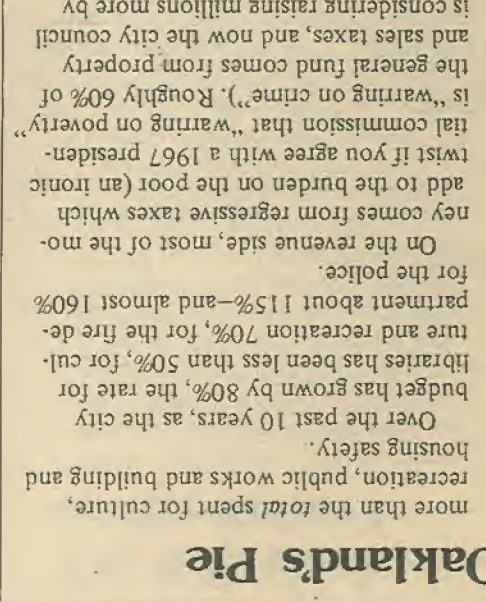 Oakland's Pie
more than the total spent for culture,
recreation, public works and building and
housing safety.
Over the past 10 years, as the city
budget has grown by 80%, the rate for
libraries has been less than 50%, for cul-
ture and recreation 70%, for the fire de-
partment about 115%—and almost 160%
for the police.
On the revenue side, most of the mo-
ney comes from regressive taxes which
add to the burden on the poor (an ironic
twist if you agree with a 1967 presiden-
tial commission that "warring on poverty"
is "warring on crime"). Roughly 60% of
the general fund comes from property
and sales taxes, and now the city council
is considering raising millions more by